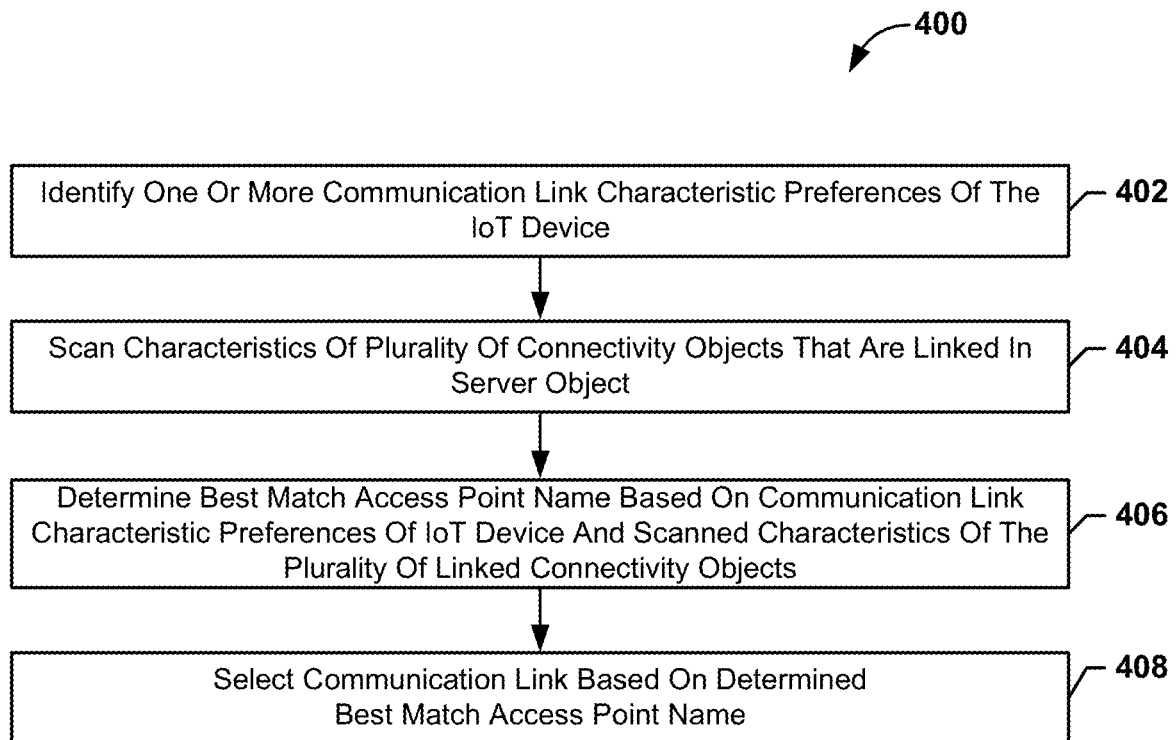 400
Identify One Or More Communication Link Characteristic Preferences Of The
IoT Device
402
Scan Characteristics Of Plurality Of Connectivity Objects That Are Linked In
Server Object
404
Determine Best Match Access Point Name Based On Communication Link
Characteristic Preferences Of IoT Device And Scanned Characteristics Of The
Plurality Of Linked Connectivity Objects
406
Select Communication Link Based On Determined
Best Match Access Point Name
408